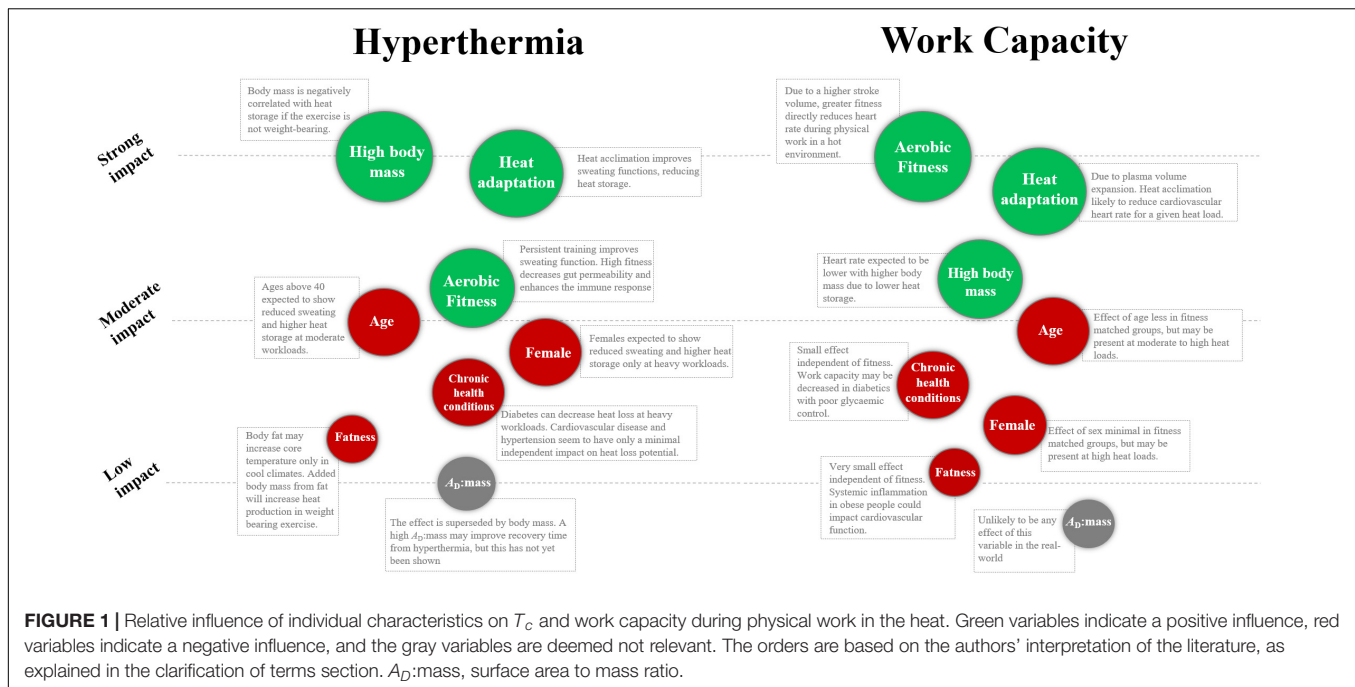 Hyperthermia
Work Capacity
Strong
impact
Moderate
impact
Low
impact
Body mass is negatively
correlated with heat
storage if the exercise is
not weight-bearing.
High body
mass
Heat
adaptation
Heat acclimation improves
sweating functions, reducing
heat storage.
Persistent training improves
sweating function. High fitness
decreases gut permeability and
enhances the immune response
Aerobic
Fitness
Ages above 40
expected to show
reduced sweating
and higher heat
storage at moderate
workloads.
Age
Female
Females expected to show
reduced sweating and higher heat
storage only at heavy workloads.
Chronic
health
conditions
Diabetes can decrease heat loss at heavy
workloads. Cardiovascular disease and
hypertension seem to have only a minimal
independent impact on heat loss potential.
Fatness
Body fat may
increase core
temperature only in
cool climates. Added
body mass from fat
will increase heat
production in weight
bearing exercise.
A_D:mass
The effect is superseded by body mass. A
high A_D:mass may improve recovery time
from hyperthermia, but this has not yet
been shown
Due to a higher stroke
volume, greater fitness
directly reduces heart
rate during physical
work in a hot
environment.
Aerobic
Fitness
Heat
adaptation
Due to plasma volume
expansion. Heat acclimation
likely to reduce cardiovascular
heart rate for a given heat load.
Heart rate expected to be
lower with higher body
mass due to lower heat
storage.
High body
mass
Age
Effect of age less in fitness
matched groups, but may be
present at moderate to high heat
loads.
Small effect
independent of fitness.
Work capacity may be
decreased in diabetics
with poor glycaemic
control.
Chronic
health
conditions
Female
Effect of sex minimal in fitness
matched groups, but may be
present at high heat loads.
Very small effect
independent of fitness.
Systemic inflammation
in obese people could
impact cardiovascular
function.
Fatness
Unlikely to be any
effect of this
variable in the real-
world
A_D:mass
FIGURE 1 | Relative influence of individual characteristics on T_c and work capacity during physical work in the heat. Green variables indicate a positive influence, red
variables indicate a negative influence, and the gray variables are deemed not relevant. The orders are based on the authors' interpretation of the literature, as
explained in the clarification of terms section. A_D:mass, surface area to mass ratio.